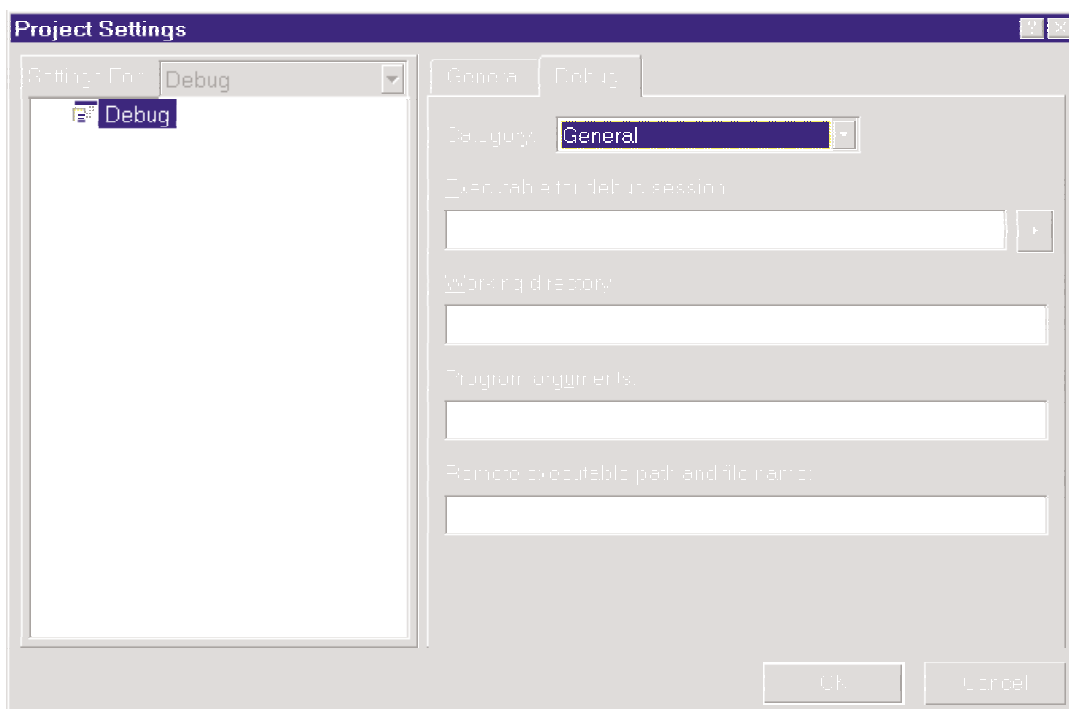 Project Settings
Settings For: Debug
Debug
General Debug
Category: General
Executable for debug session:
Working directory:
Program arguments:
Remote executable path and file name:
OK Cancel